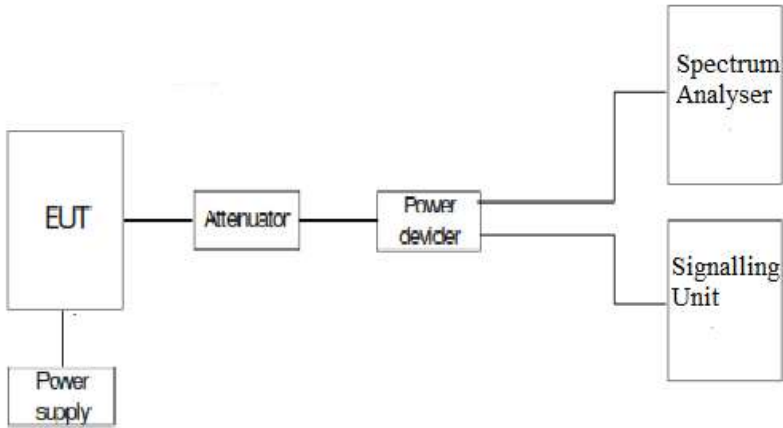 Spectrum
Analyser
EUT
Attenuator
Power
devider
Signalling
Unit
Power
supply